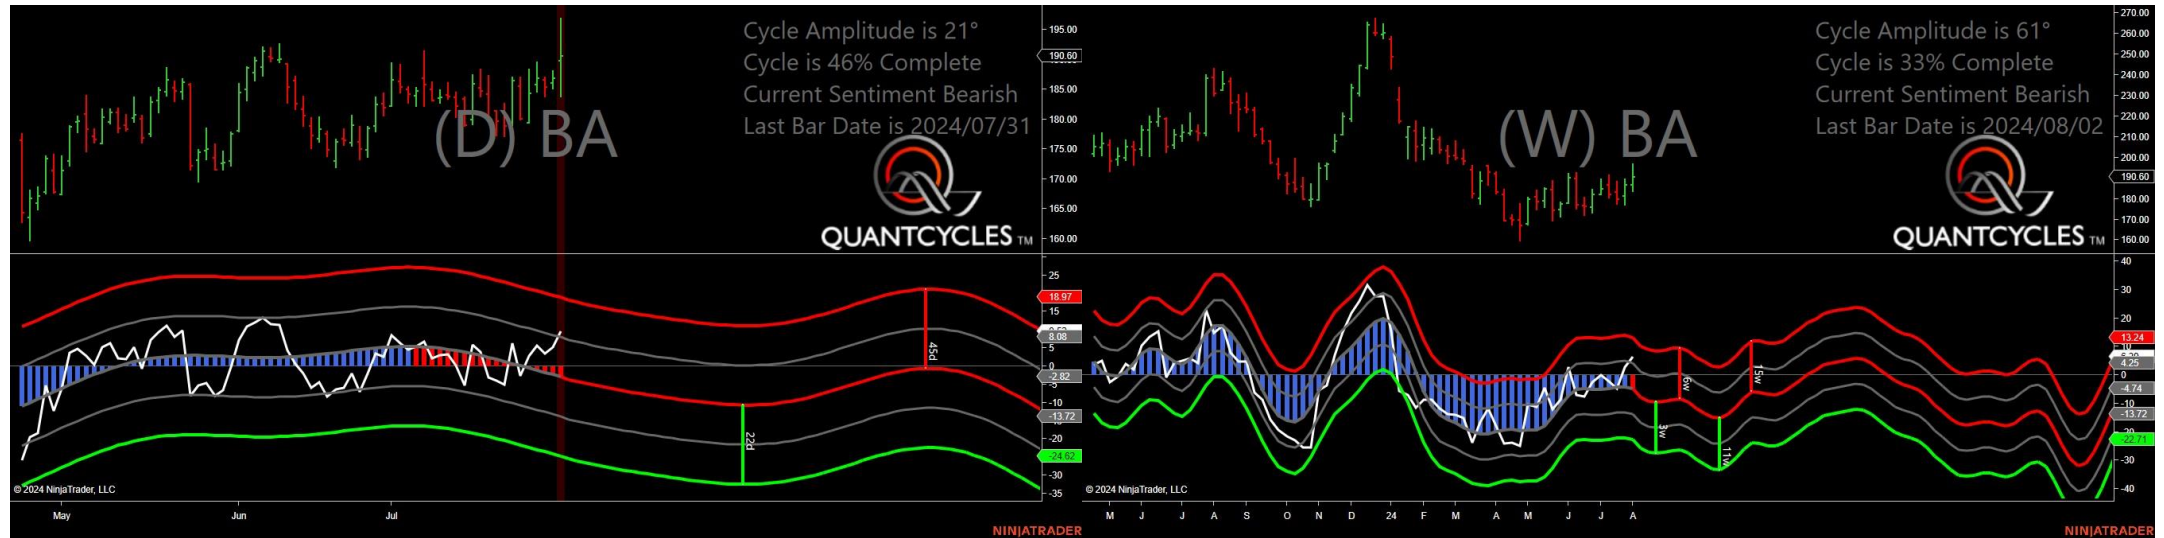 Cycle Amplitude is 21°
Cycle is 46% Complete
Current Sentiment Bearish
Last Bar Date is 2024/07/31
(D) BA
QUANTCYCLES TM
195.00
190.60
185.00
180.00
175.00
170.00
165.00
160.00
25
18.97
15
8.08
0
-2.82
-5
-10
-13.72
-20
-24.62
-30
-35
45d
22d
© 2024 NinjaTrader, LLC
May Jun Jul
NINJATRADER
Cycle Amplitude is 61°
Cycle is 33% Complete
Current Sentiment Bearish
Last Bar Date is 2024/08/02
(W) BA
QUANTCYCLES TM
270.00
260.00
250.00
240.00
230.00
220.00
210.00
200.00
190.60
180.00
170.00
160.00
40
30
20
13.24
10
4.25
0
-4.74
-10
-13.72
-22.71
-30
-40
6w
15w
3w
11w
© 2024 NinjaTrader, LLC
M J J A S O N D 24 F M A M J J A
NINJATRADER